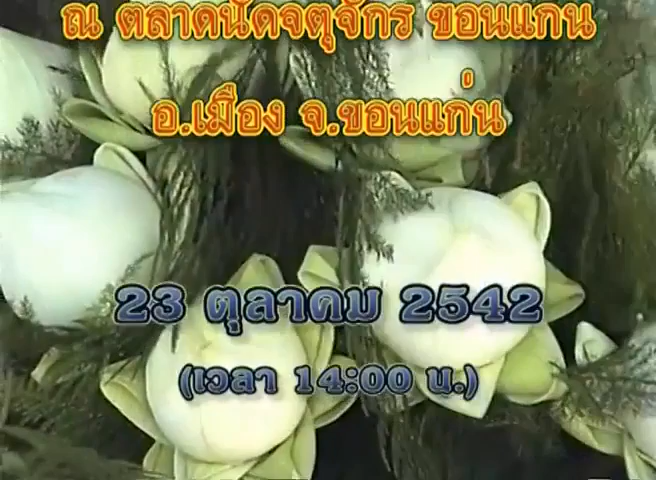 ณ ตลาดนัดจตุจักร ขอนแก่น
อ.เมือง จ.ขอนแก่น
23 ตุลาคม 2542
(เวลา 14:00 น.)